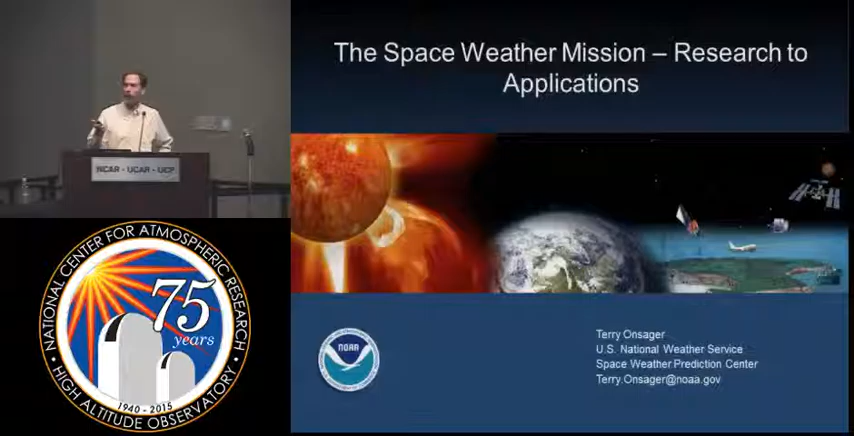 The Space Weather Mission – Research to
Applications
NCAR - UCAR - UCP
NATIONAL CENTER FOR ATMOSPHERIC RESEARCH
75
years
1940 - 2015
HIGH ALTITUDE OBSERVATORY
NOAA
Terry Onsager
U.S. National Weather Service
Space Weather Prediction Center
Terry.Onsager@noaa.gov